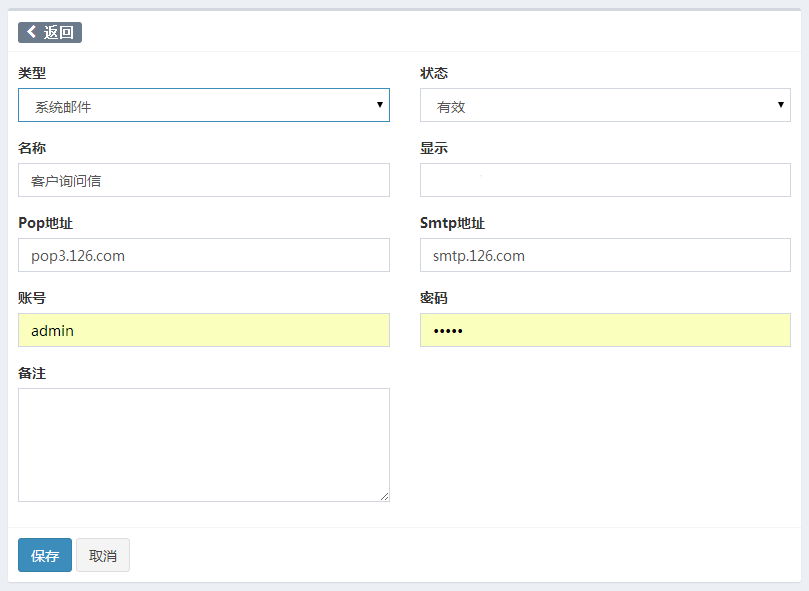 返回
类型
状态
系统邮件
有效
名称
显示
客户询问信
Pop地址
Smtp地址
pop3.126.com
smtp.126.com
账号
密码
admin
•••••
备注
保存
取消